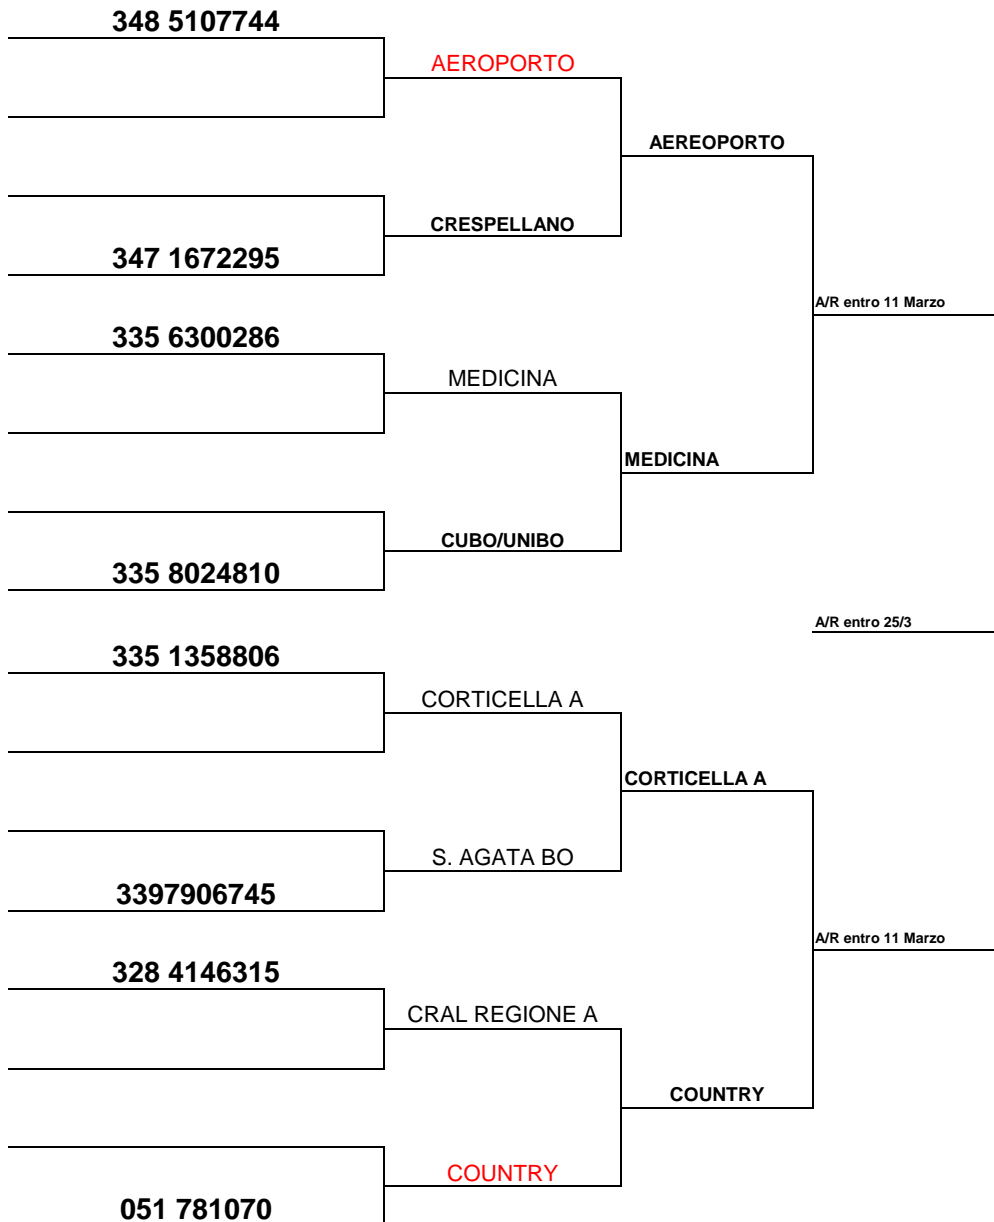 348 5107744
AEROPORTO
AEREOPORTO
CRESPELLANO
347 1672295
A/R entro 11 Marzo
335 6300286
MEDICINA
MEDICINA
CUBO/UNIBO
335 8024810
A/R entro 25/3
335 1358806
CORTICELLA A
CORTICELLA A
S. AGATA BO
3397906745
A/R entro 11 Marzo
328 4146315
CRAL REGIONE A
COUNTRY
COUNTRY
051 781070